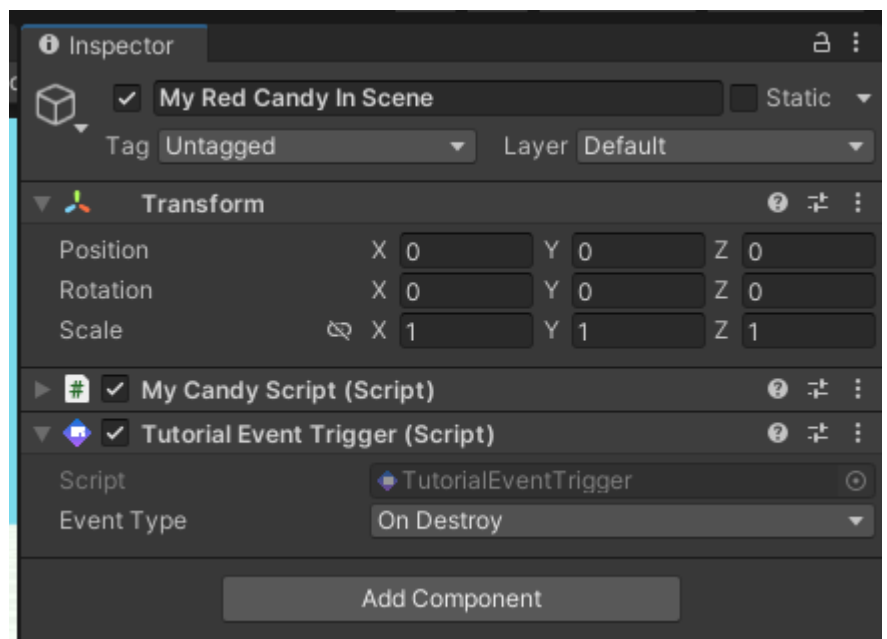 Inspector
My Red Candy In Scene Static
Tag Untagged Layer Default
Transform
Position X 0 Y 0 Z 0
Rotation X 0 Y 0 Z 0
Scale X 1 Y 1 Z 1
# My Candy Script (Script)
Tutorial Event Trigger (Script)
Script TutorialEventTrigger
Event Type On Destroy
Add Component